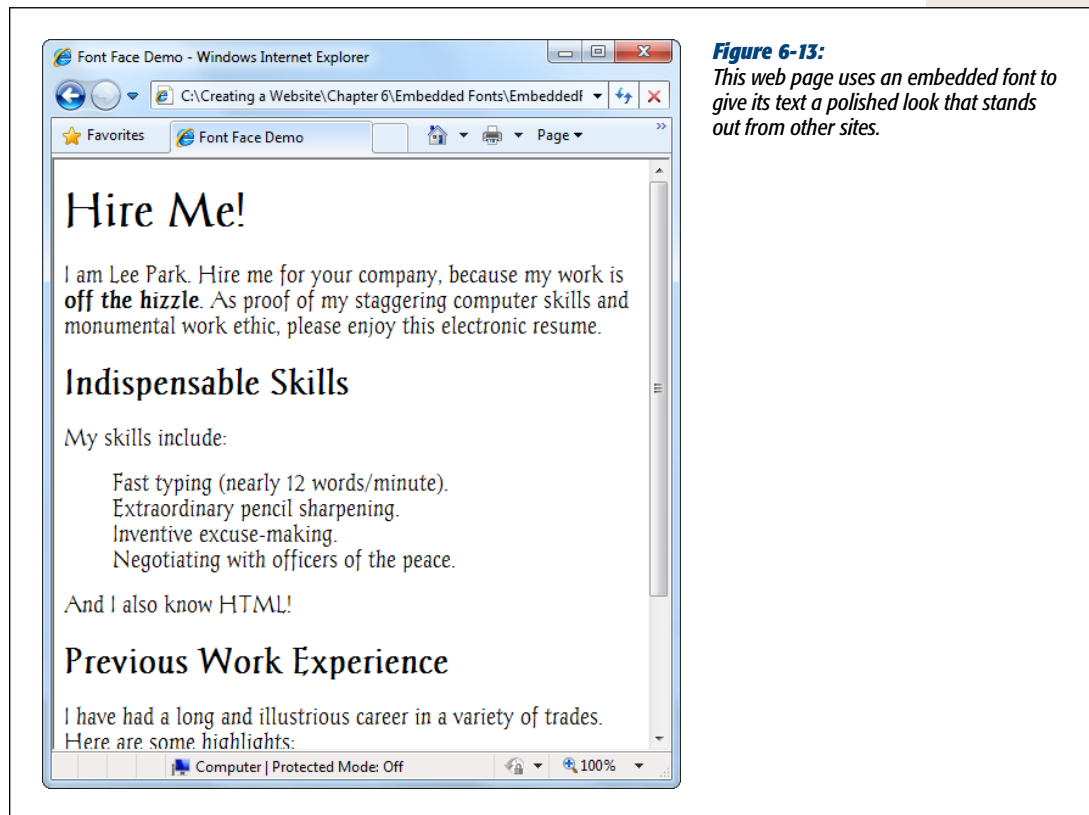 Font Face Demo - Windows Internet Explorer
C:\Creating a Website\Chapter 6\Embedded Fonts\EmbeddedF
Favorites
Font Face Demo
Page
»
Hire Me!
I am Lee Park. Hire me for your company, because my work is
off the hizzle. As proof of my staggering computer skills and
monumental work ethic, please enjoy this electronic resume.
Indispensable Skills
My skills include:
Fast typing (nearly 12 words/minute).
Extraordinary pencil sharpening.
Inventive excuse-making.
Negotiating with officers of the peace.
And I also know HTML!
Previous Work Experience
I have had a long and illustrious career in a variety of trades.
Here are some highlights:
Computer | Protected Mode: Off
100%
Figure 6-13:
This web page uses an embedded font to
give its text a polished look that stands
out from other sites.